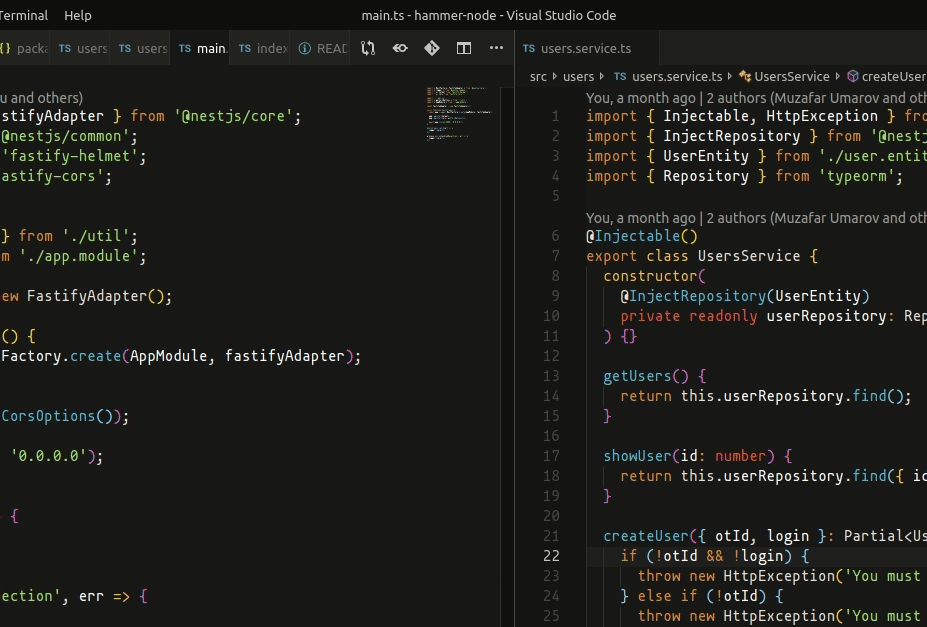 Terminal Help main.ts - hammer-node - Visual Studio Code
{} packa TS users TS users TS main. TS index READ
u and others)
stifyAdapter } from '@nestjs/core';
@nestjs/common';
'fastify-helmet';
astify-cors';
} from './util';
m './app.module';
ew FastifyAdapter();
() {
Factory.create(AppModule, fastifyAdapter);
CorsOptions());
'0.0.0.0');
{
ection', err => {
TS users.service.ts
src users TS users.service.ts UsersService createUser
You, a month ago | 2 authors (Muzafar Umarov and oth
1 import { Injectable, HttpException } fro
2 import { InjectRepository } from '@nestj
3 import { UserEntity } from './user.entit
4 import { Repository } from 'typeorm';
5
You, a month ago | 2 authors (Muzafar Umarov and oth
6 @Injectable()
7 export class UsersService {
8 constructor(
9 @InjectRepository(UserEntity)
10 private readonly userRepository: Rep
11 ) {}
12
13 getUsers() {
14 return this.userRepository.find();
15 }
16
17 showUser(id: number) {
18 return this.userRepository.find({ id
19 }
20
21 createUser({ otId, login }: Partial<Us
22 if (!otId && !login) {
23 throw new HttpException('You must
24 } else if (!otId) {
25 throw new HttpException('You must